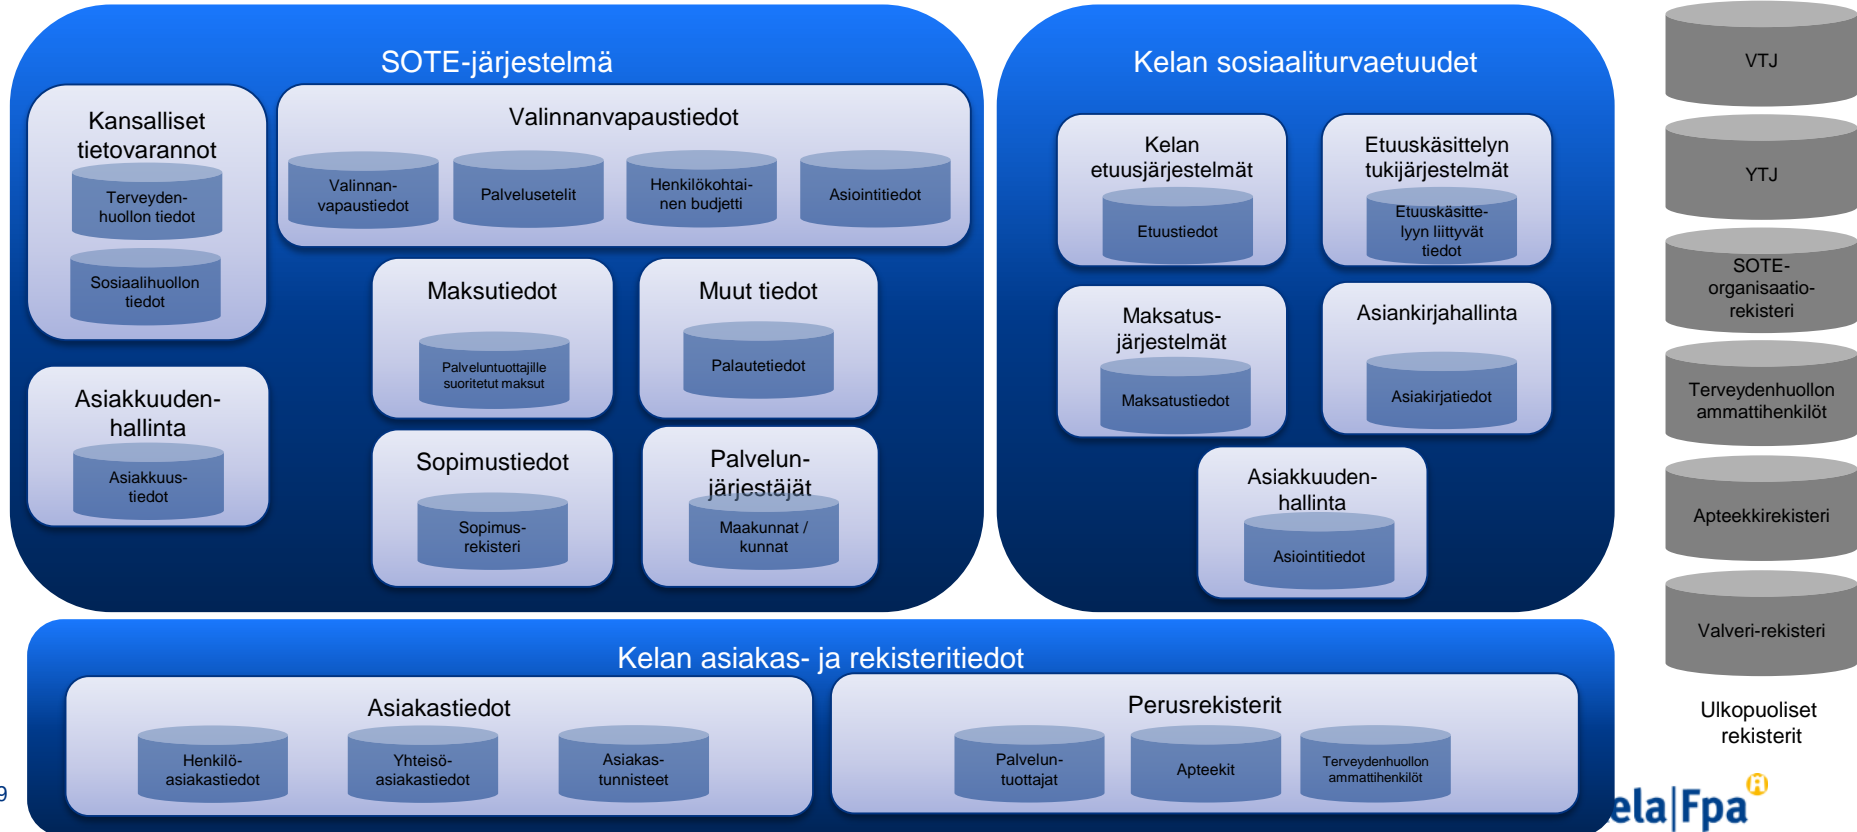 SOTE-järjestelmä
Kansalliset
tietovarannot
Terveyden-
huollon tiedot
Sosiaalihuollon
tiedot
Valinnanvapaustiedot
Valinnan-
vapaustiedot
Palvelusetelit
Henkilökohtai-
nen budjetti
Asiointitiedot
Maksutiedot
Palveluntuottajille
suoritetut maksut
Muut tiedot
Palautetiedot
Asiakkuuden-
hallinta
Asiakkuus-
tiedot
Sopimustiedot
Sopimus-
rekisteri
Palvelun-
järjestäjät
Maakunnat /
kunnat
Kelan sosiaaliturvaetuudet
Kelan
etuusjärjestelmät
Etuustiedot
Etuuskäsittelyn
tukijärjestelmät
Etuuskäsitte-
lyyn liittyvät
tiedot
Maksatus-
järjestelmät
Maksatustiedot
Asiankirjahallinta
Asiakirjatiedot
Asiakkuuden-
hallinta
Asiointitiedot
VTJ
YTJ
SOTE-
organisaatio-
rekisteri
Terveydenhuollon
ammattihenkilöt
Apteekkirekisteri
Valveri-rekisteri
Ulkopuoliset
rekisterit
Kelan asiakas- ja rekisteritiedot
Asiakastiedot
Henkilö-
asiakastiedot
Yhteisö-
asiakastiedot
Asiakas-
tunnisteet
Perusrekisterit
Palvelun-
tuottajat
Apteekit
Terveydenhuollon
ammattihenkilöt
9
ela|Fpa